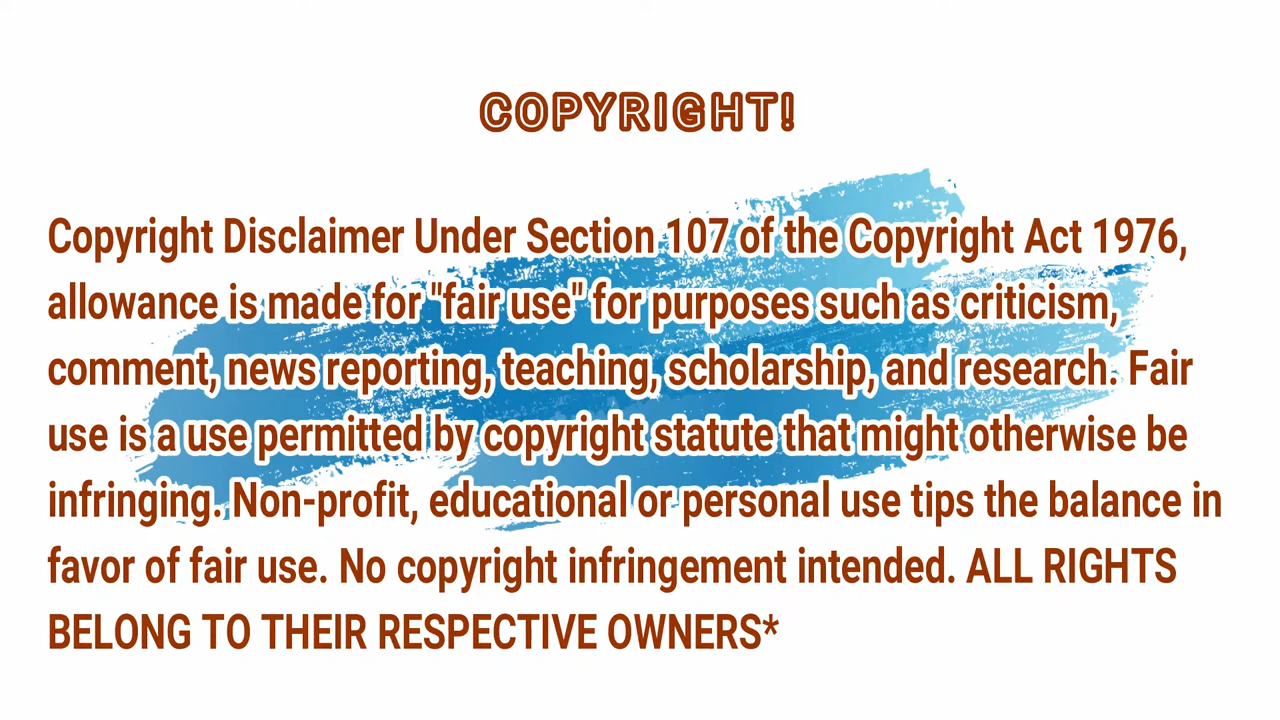 COPYRIGHT!
Copyright Disclaimer Under Section 107 of the Copyright Act 1976,
allowance is made for "fair use" for purposes such as criticism,
comment, news reporting, teaching, scholarship, and research. Fair
use is a use permitted by copyright statute that might otherwise be
infringing. Non-profit, educational or personal use tips the balance in
favor of fair use. No copyright infringement intended. ALL RIGHTS
BELONG TO THEIR RESPECTIVE OWNERS*